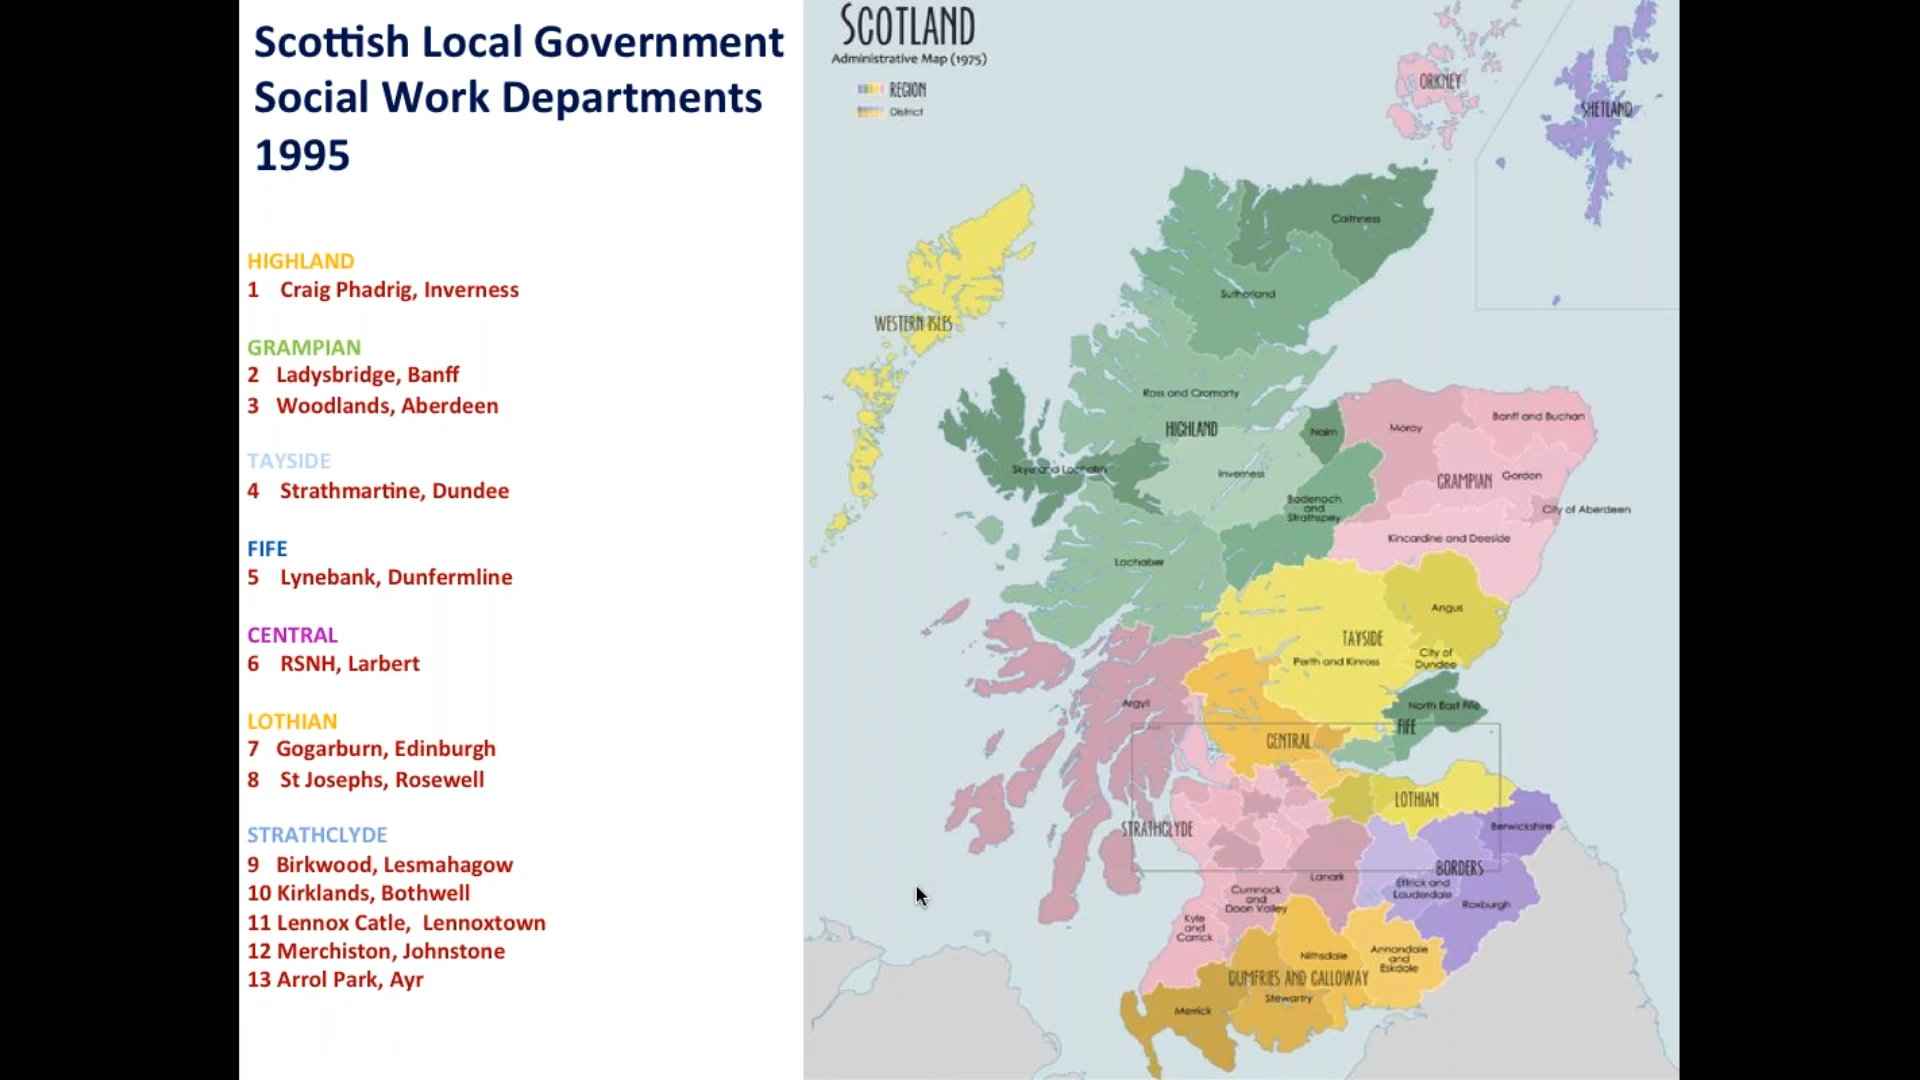 Scottish Local Government
Social Work Departments
1995
HIGHLAND
1 Craig Phadrig, Inverness
GRAMPIAN
2 Ladysbridge, Banff
3 Woodlands, Aberdeen
TAYSIDE
4 Strathmartine, Dundee
FIFE
5 Lynebank, Dunfermline
CENTRAL
6 RSNH, Larbert
LOTHIAN
7 Gogarburn, Edinburgh
8 St Josephs, Rosewell
STRATHCLYDE
9 Birkwood, Lesmahagow
10 Kirklands, Bothwell
11 Lennox Catle, Lennoxtown
12 Merchiston, Johnstone
13 Arrol Park, Ayr
SCOTLAND
Administrative Map (1975)
REGION
District
ORKNEY
SHETLAND
Caithness
Sutherland
WESTERN ISLES
Ross and Cromarty
HIGHLAND
Nairn
Moray
Banff and Buchan
Skye and Lochalsh
Inverness
GRAMPIAN
Gordon
Badenoch
and
Strathspey
City of Aberdeen
Kincardine and Deeside
Lochaber
Angus
TAYSIDE
Perth and Kinross
City of
Dundee
Argyll
North East Fife
FIFE
CENTRAL
LOTHIAN
STRATHCLYDE
Berwickshire
BORDERS
Lanark
Ettrick and
Lauderdale
Cumnock
and
Doon Valley
Roxburgh
Kyle
and
Carrick
Nithsdale
Annandale
and
Eskdale
DUMFRIES AND GALLOWAY
Stewartry
Merrick